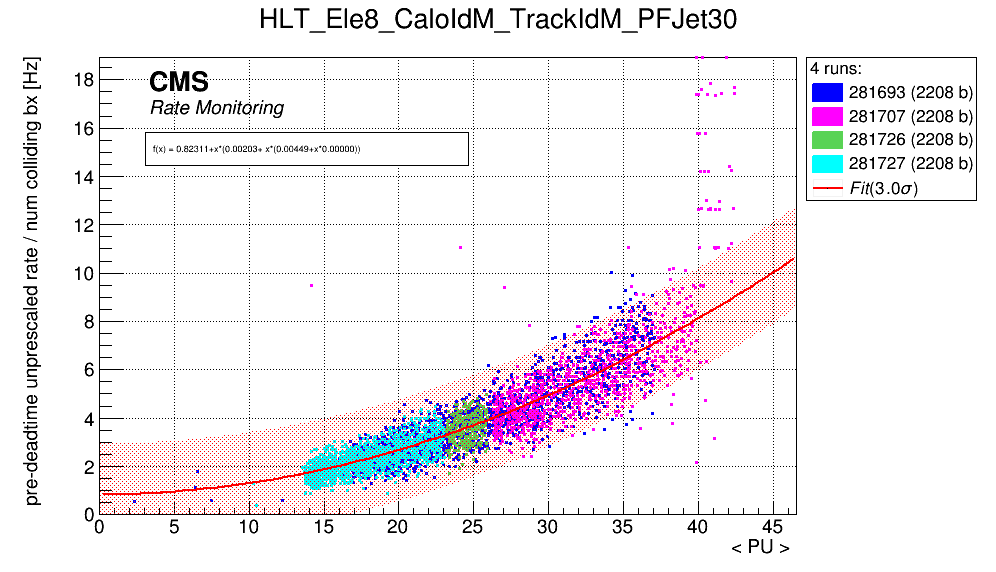 HLT_Ele8_CaloIdM_TrackIdM_PFJet30
pre-deadtime unprescaled rate / num colliding bx [Hz]
CMS
Rate Monitoring
f(x) = 0.82311+x*(0.00203+ x*(0.00449+x*0.00000))
18
16
14
12
10
8
6
4
2
0
0 5 10 15 20 25 30 35 40 45
< PU >
4 runs:
281693 (2208 b)
281707 (2208 b)
281726 (2208 b)
281727 (2208 b)
Fit(3.0σ)